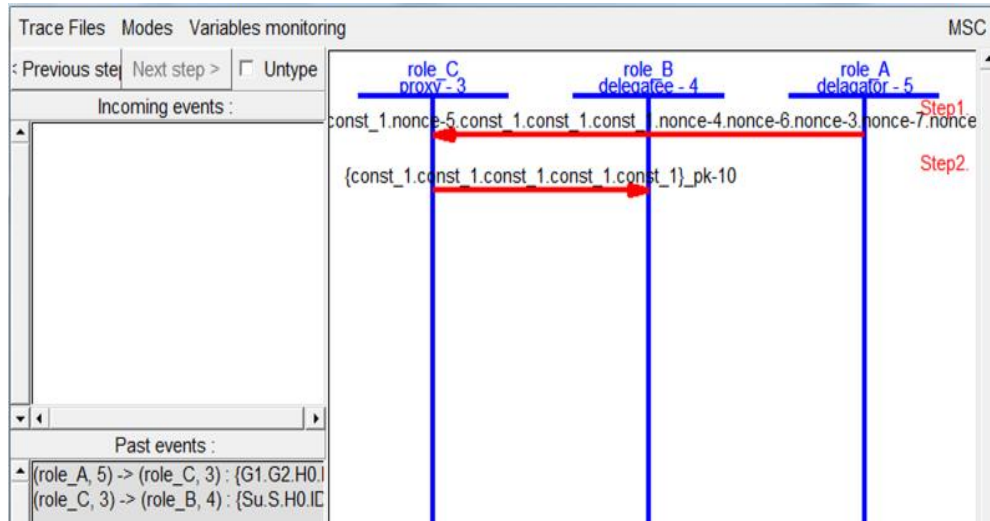 Trace Files Modes Variables monitoring MSC
< Previous step Next step > Untype
Incoming events :
role_C role_B role_A
proxy - 3 delegatee - 4 delagator - 5
Step1.
const_1.nonce-5.const_1.const_1.const_1.nonce-4.nonce-6.nonce-3.nonce-7.nonce
Step2.
{const_1.const_1.const_1.const_1.const_1}_pk-10
Past events :
(role_A, 5) -> (role_C, 3) : {G1.G2.H0.I
(role_C, 3) -> (role_B, 4) : {Su.S.H0.ID